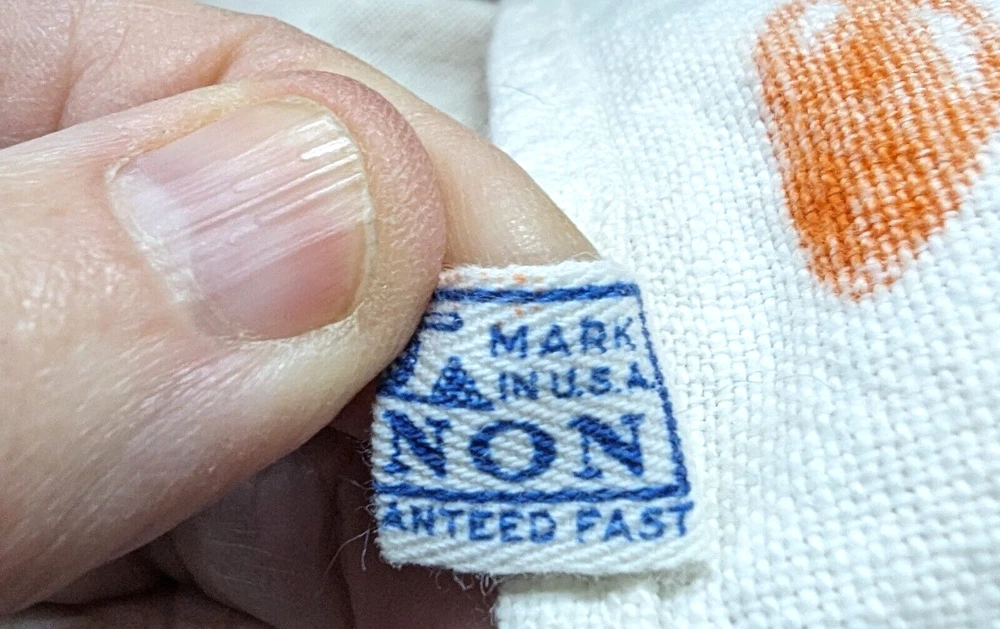 MARK
IN U.S.A.
NON
ANTEED FAST